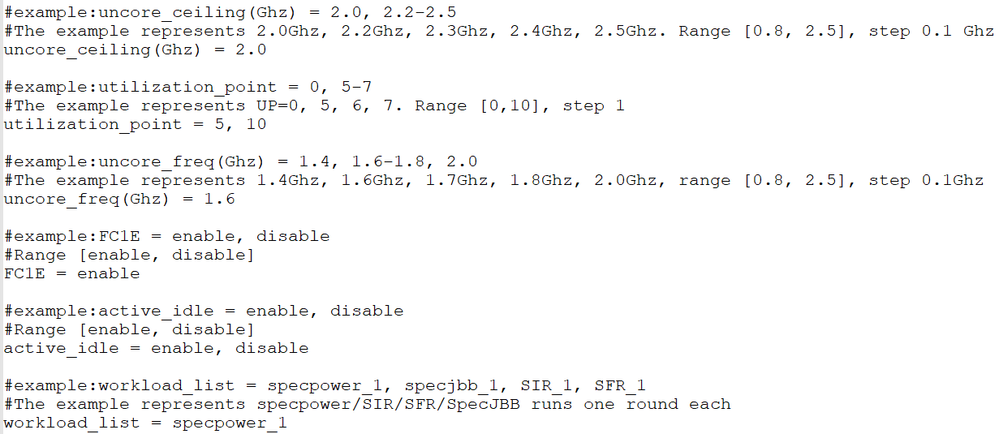 #example:uncore_ceiling(Ghz) = 2.0, 2.2-2.5
#The example represents 2.0Ghz, 2.2Ghz, 2.3Ghz, 2.4Ghz, 2.5Ghz. Range [0.8, 2.5], step 0.1 Ghz
uncore_ceiling(Ghz) = 2.0
#example:utilization_point = 0, 5-7
#The example represents UP=0, 5, 6, 7. Range [0,10], step 1
utilization_point = 5, 10
#example:uncore_freq(Ghz) = 1.4, 1.6-1.8, 2.0
#The example represents 1.4Ghz, 1.6Ghz, 1.7Ghz, 1.8Ghz, 2.0Ghz, range [0.8, 2.5], step 0.1Ghz
uncore_freq(Ghz) = 1.6
#example:FC1E = enable, disable
#Range [enable, disable]
FC1E = enable
#example:active_idle = enable, disable
#Range [enable, disable]
active_idle = enable, disable
#example:workload_list = specpower_1, specjbb_1, SIR_1, SFR_1
#The example represents specpower/SIR/SFR/SpecJBB runs one round each
workload_list = specpower_1